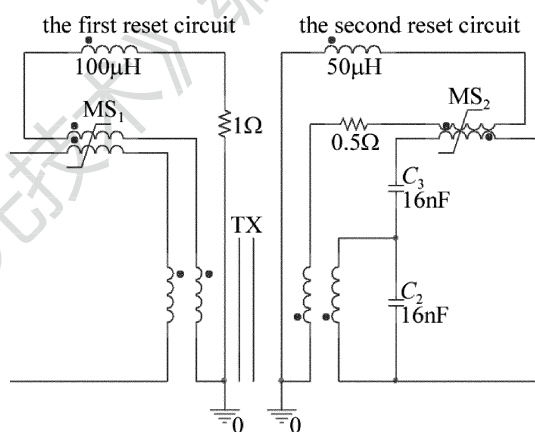 the first reset circuit
the second reset circuit
100μH
50μH
MS₁
1Ω
0.5Ω
MS₂
C₃
16nF
TX
C₂
16nF
0
0